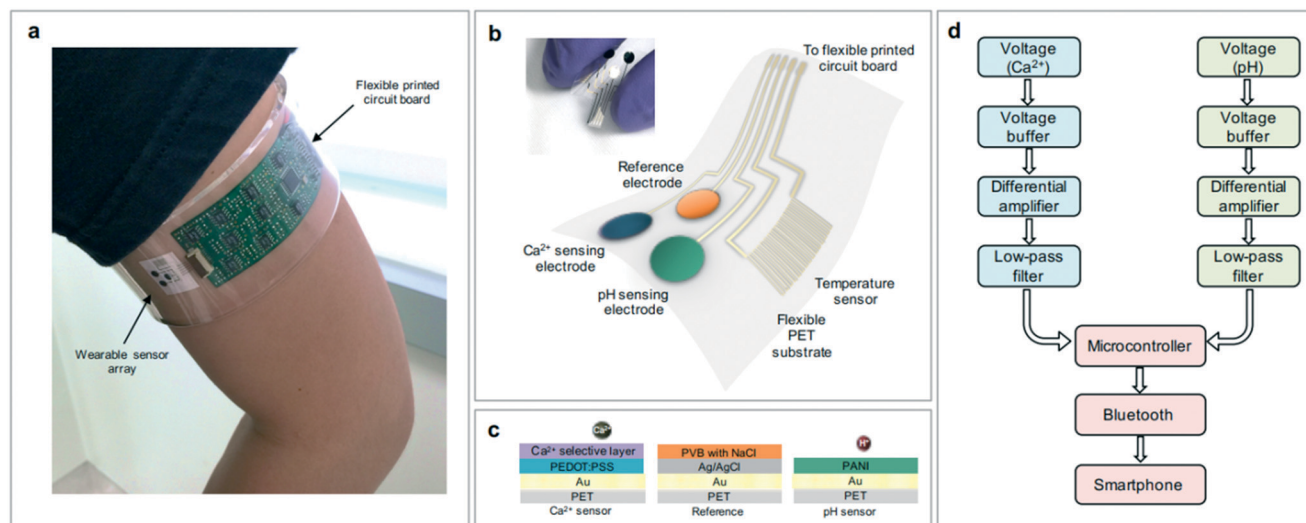 a
Flexible printed
circuit board
Wearable sensor
array
b
To flexible printed
circuit board
Reference
electrode
Ca²⁺ sensing
electrode
pH sensing
electrode
Temperature
sensor
Flexible
PET
substrate
c
Ca²⁺
Ca²⁺ selective layer
PEDOT:PSS
Au
PET
Ca²⁺ sensor
PVB with NaCl
Ag/AgCl
Au
PET
Reference
H⁺
PANI
Au
PET
pH sensor
d
Voltage
(Ca²⁺)
Voltage
buffer
Differential
amplifier
Low-pass
filter
Voltage
(pH)
Voltage
buffer
Differential
amplifier
Low-pass
filter
Microcontroller
Bluetooth
Smartphone